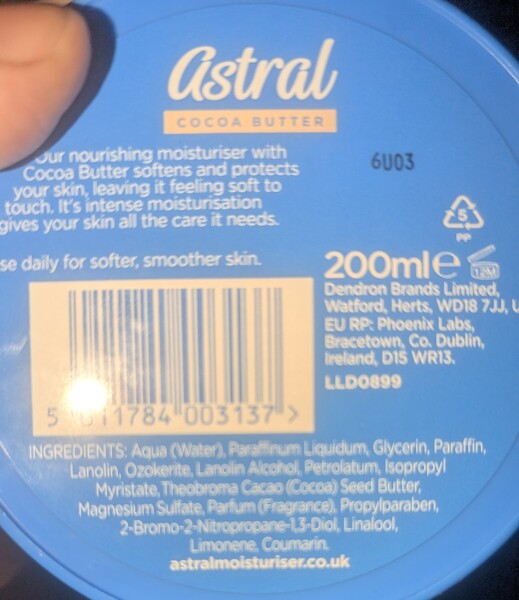 astral
COCOA BUTTER
Our nourishing moisturiser with
Cocoa Butter softens and protects
your skin, leaving it feeling soft to
touch. It's intense moisturisation
gives your skin all the care it needs.
6U03
5
PP
se daily for softer, smoother skin.
200ml e 12M
Dendron Brands Limited,
Watford, Herts, WD18 7JJ, U
EU RP: Phoenix Labs,
Bracetown, Co. Dublin,
Ireland, D15 WR13.
LLD0899
5 11784 003137 >
INGREDIENTS: Aqua (Water), Paraffinum Liquidum, Glycerin, Paraffin,
Lanolin, Ozokerite, Lanolin Alcohol, Petrolatum, Isopropyl
Myristate, Theobroma Cacao (Cocoa) Seed Butter,
Magnesium Sulfate, Parfum (Fragrance), Propylparaben,
2-Bromo-2-Nitropropane-1,3-Diol, Linalool,
Limonene, Coumarin.
astralmoisturiser.co.uk